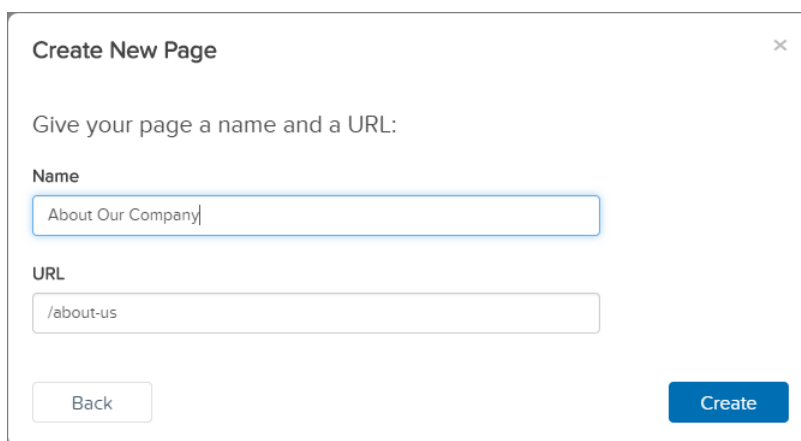 Create New Page
×
Give your page a name and a URL:
Name
About Our Company
URL
/about-us
Back
Create